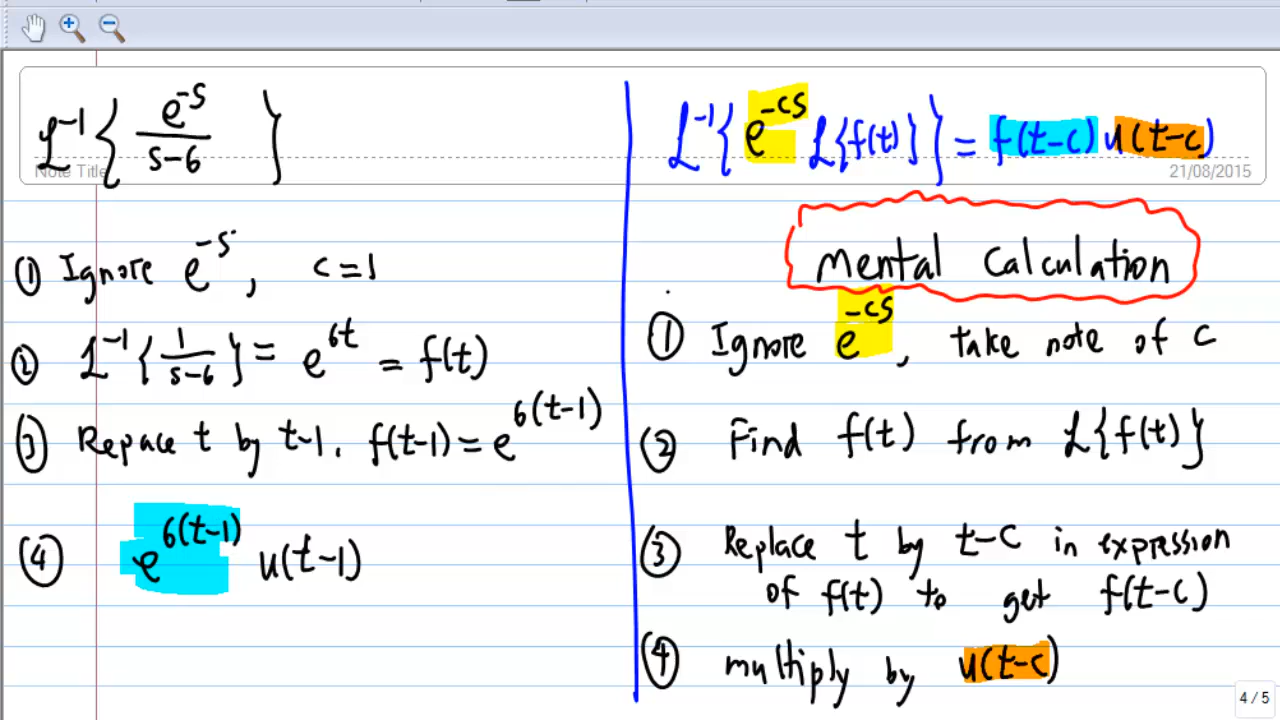 ℒ⁻¹{ e^{-s} / (s-6) }
Note Title
① Ignore e^{-s}, c=1
② ℒ⁻¹{ 1/(s-6) } = e^{6t} = f(t)
③ Repace t by t-1. f(t-1) = e^{6(t-1)}
④ e^{6(t-1)} u(t-1)
ℒ⁻¹{ e^{-cs} ℒ{f(t)} } = f(t-c) u(t-c)
21/08/2015
Mental Calculation
① Ignore e^{-cs}, take note of c
② Find f(t) from ℒ{f(t)}
③ Replace t by t-c in expression
of f(t) to get f(t-c)
④ multiply by u(t-c)
4/5